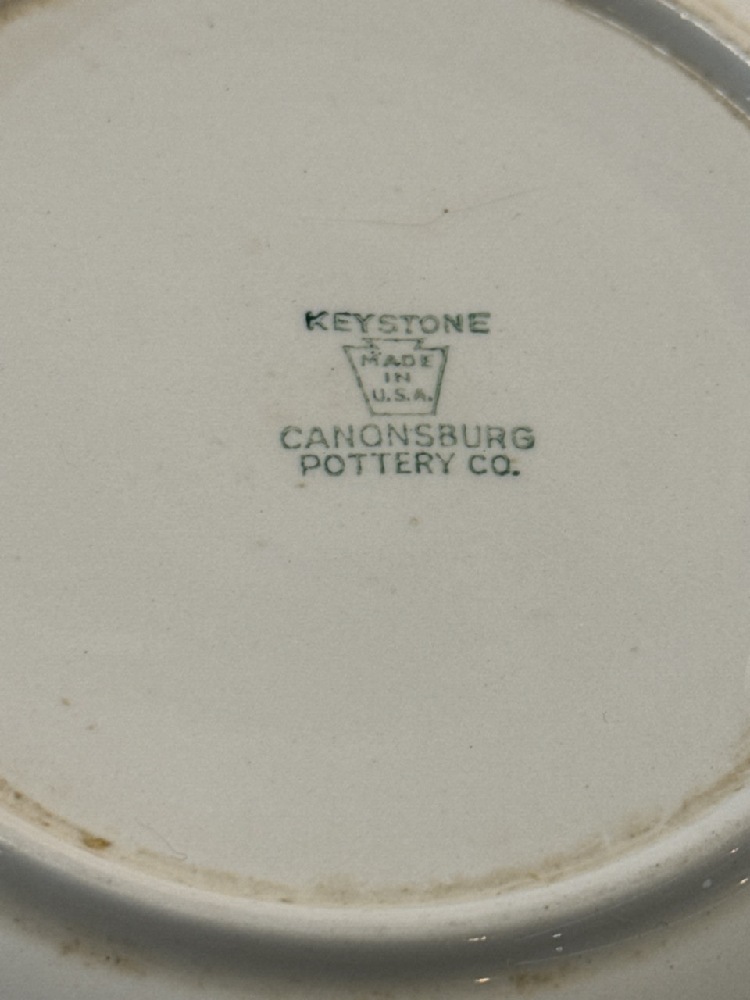 KEYSTONE
MADE
IN
U.S.A.
CANONSBURG
POTTERY CO.